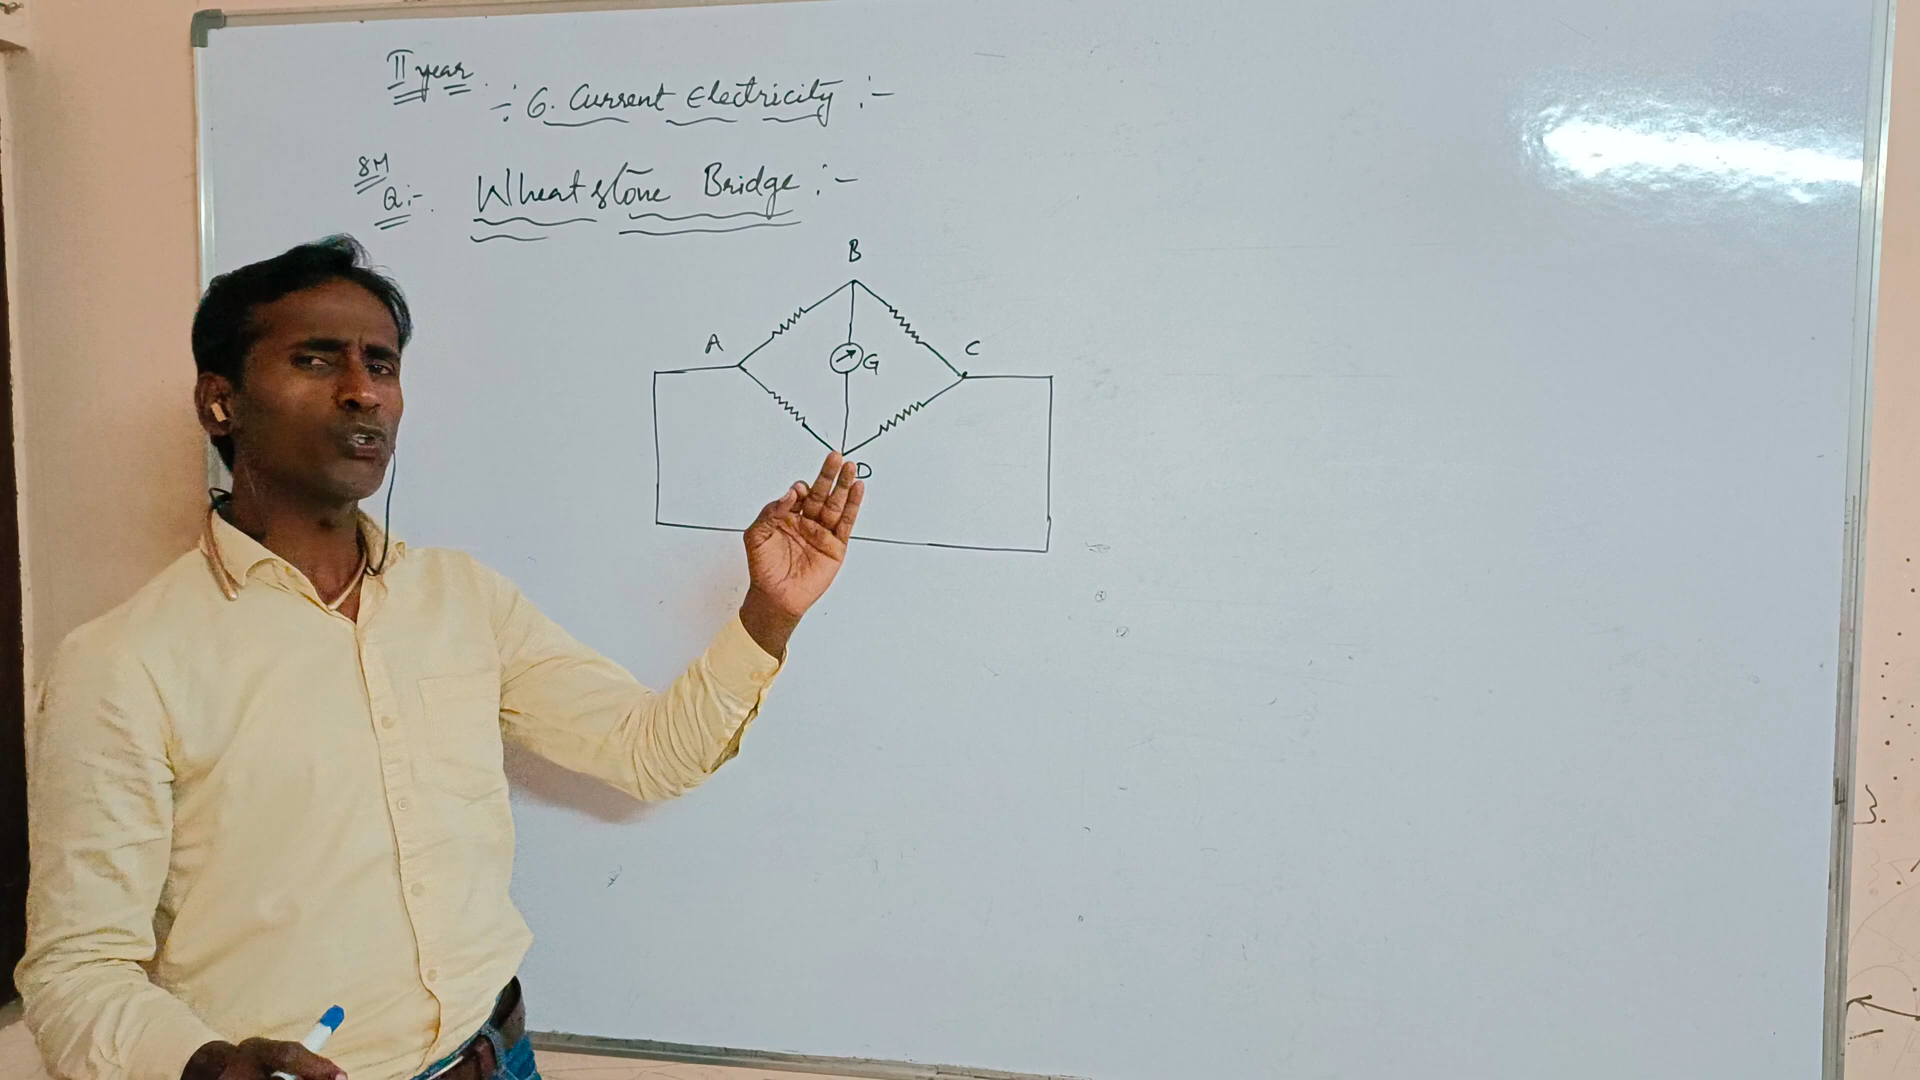 II year
:- 6. Current Electricity :-
8M
Q:- Wheatstone Bridge :-
B
A
C
G
D